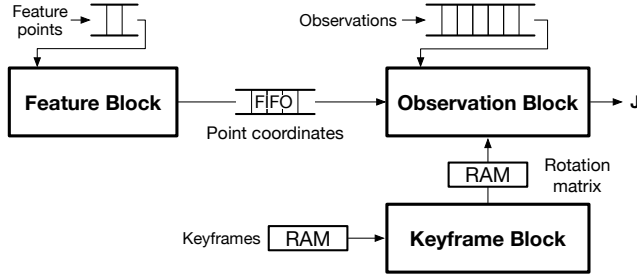 Feature
points
Observations
Feature Block
FIFO
Point coordinates
Observation Block
J
RAM
Rotation
matrix
Keyframes
RAM
Keyframe Block